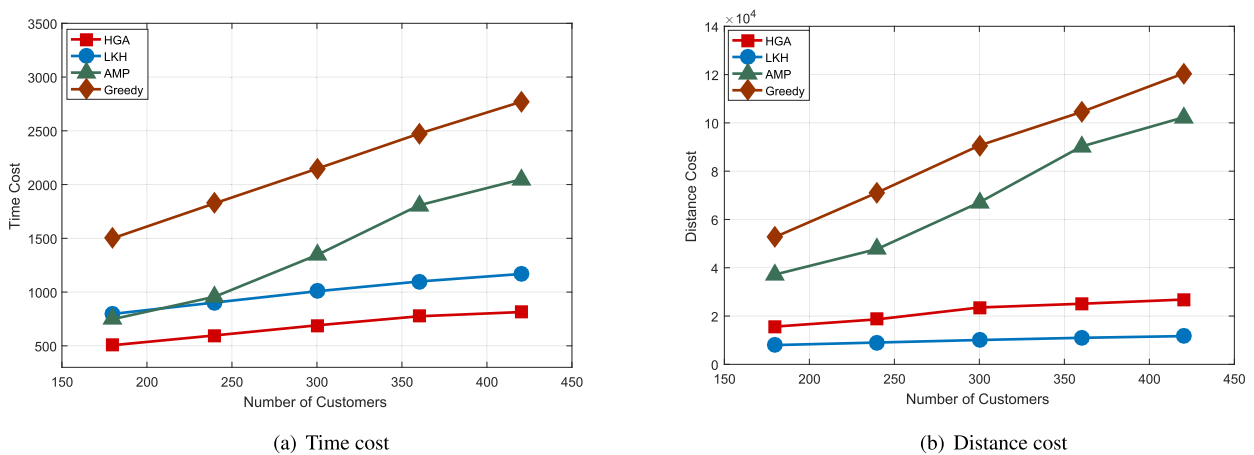 3500
3000
2500
2000
1500
1000
500
Time Cost
HGA
LKH
AMP
Greedy
150 200 250 300 350 400 450
Number of Customers
(a) Time cost
×10⁴
14
12
10
8
6
4
2
0
Distance Cost
HGA
LKH
AMP
Greedy
150 200 250 300 350 400 450
Number of Customers
(b) Distance cost